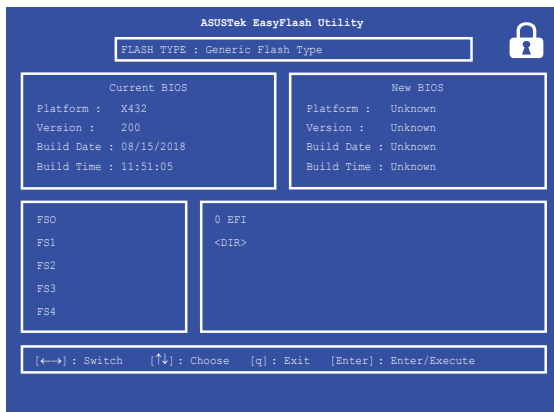 ASUSTek EasyFlash Utility
FLASH TYPE : Generic Flash Type
Current BIOS
Platform : X432
Version : 200
Build Date : 08/15/2018
Build Time : 11:51:05
New BIOS
Platform : Unknown
Version : Unknown
Build Date : Unknown
Build Time : Unknown
FSO
FS1
FS2
FS3
FS4
0 EFI
<DIR>
[←→] : Switch [↑↓] : Choose [q] : Exit [Enter] : Enter/Execute